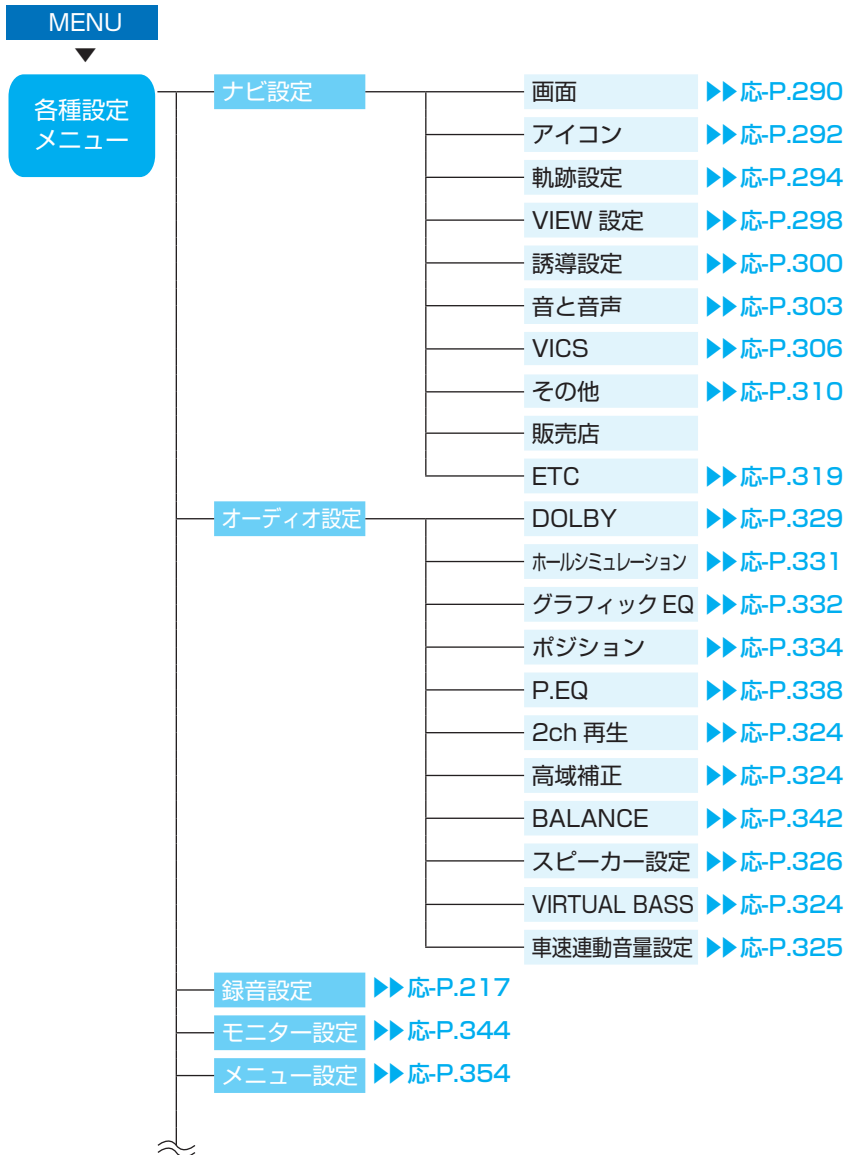 MENU
▼
各種設定
メニュー
ナビ設定
画面 ▶▶応-P.290
アイコン ▶▶応-P.292
軌跡設定 ▶▶応-P.294
VIEW 設定 ▶▶応-P.298
誘導設定 ▶▶応-P.300
音と音声 ▶▶応-P.303
VICS ▶▶応-P.306
その他 ▶▶応-P.310
販売店
ETC ▶▶応-P.319
オーディオ設定
DOLBY ▶▶応-P.329
ホールシミュレーション ▶▶応-P.331
グラフィック EQ ▶▶応-P.332
ポジション ▶▶応-P.334
P.EQ ▶▶応-P.338
2ch 再生 ▶▶応-P.324
高域補正 ▶▶応-P.324
BALANCE ▶▶応-P.342
スピーカー設定 ▶▶応-P.326
VIRTUAL BASS ▶▶応-P.324
車速連動音量設定 ▶▶応-P.325
録音設定 ▶▶応-P.217
モニター設定 ▶▶応-P.344
メニュー設定 ▶▶応-P.354